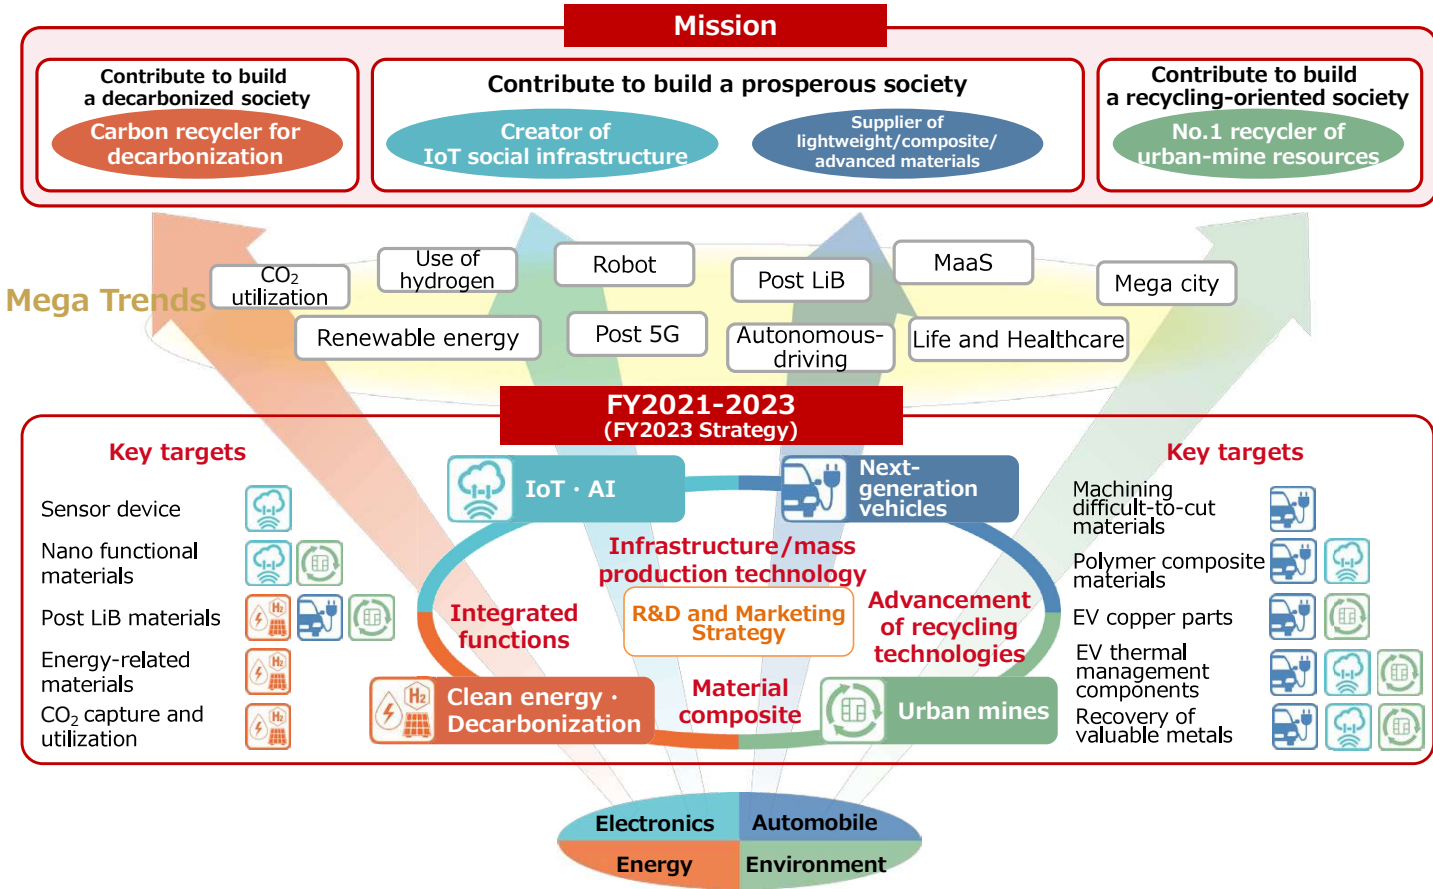 Mission
Contribute to build
a decarbonized society
Carbon recycler for
decarbonization
Contribute to build a prosperous society
Creator of
IoT social infrastructure
Supplier of
lightweight/composite/
advanced materials
Contribute to build
a recycling-oriented society
No.1 recycler of
urban-mine resources
Mega Trends
CO2
utilization
Use of
hydrogen
Robot
Post LiB
MaaS
Mega city
Renewable energy
Post 5G
Autonomous-
driving
Life and Healthcare
FY2021-2023
(FY2023 Strategy)
Key targets
Sensor device
Nano functional
materials
Post LiB materials
H2
Energy-related
materials
H2
CO2 capture and
utilization
H2
IoT・AI
Next-
generation
vehicles
Infrastructure/mass
production technology
Integrated
functions
R&D and Marketing
Strategy
Advancement
of recycling
technologies
H2
Clean energy・
Decarbonization
Material
composite
Urban mines
Key targets
Machining
difficult-to-cut
materials
Polymer composite
materials
EV copper parts
EV thermal
management
components
Recovery of
valuable metals
Electronics
Automobile
Energy
Environment